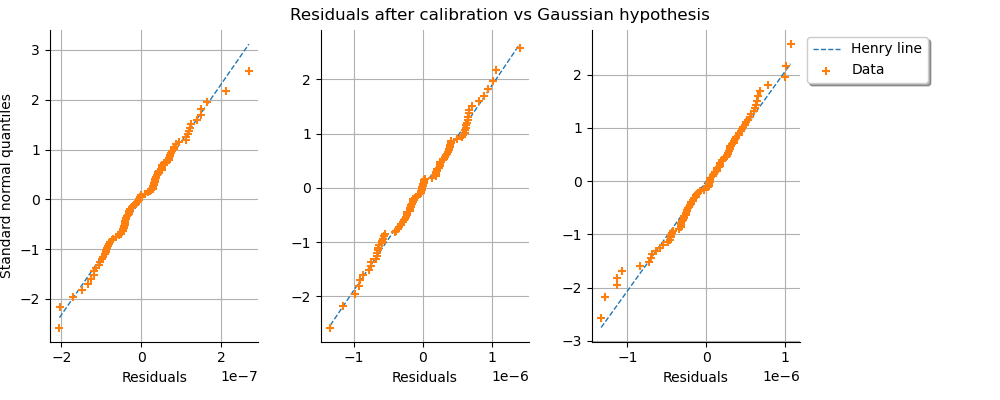 Residuals after calibration vs Gaussian hypothesis
Standard normal quantiles
3
2
1
0
−1
−2
−2
0
2
1e−7
Residuals
2
1
0
−1
−2
−1
0
1
1e−6
Residuals
2
1
0
−1
−2
−3
−1
0
1
1e−6
Residuals
Henry line
Data